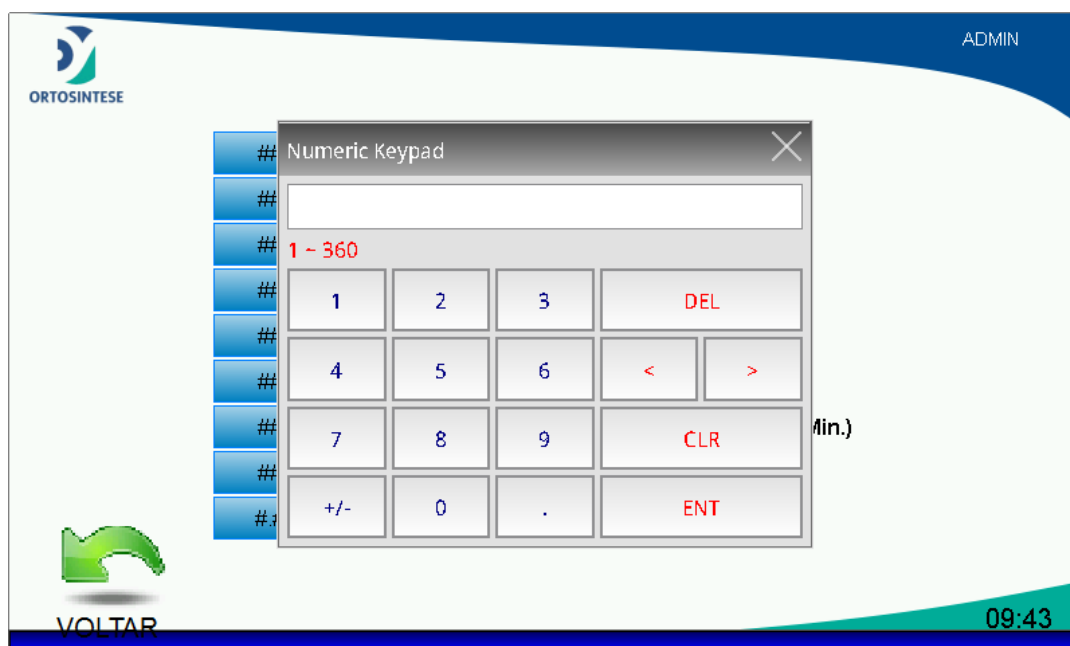 ADMIN
ORTOSINTESE
Numeric Keypad
##
##
##
##
##
##
##
##
#.#
1 ~ 360
1 2 3 DEL
4 5 6 < >
7 8 9 CLR
+/- 0 . ENT
Min.)
VOLTAR
09:43